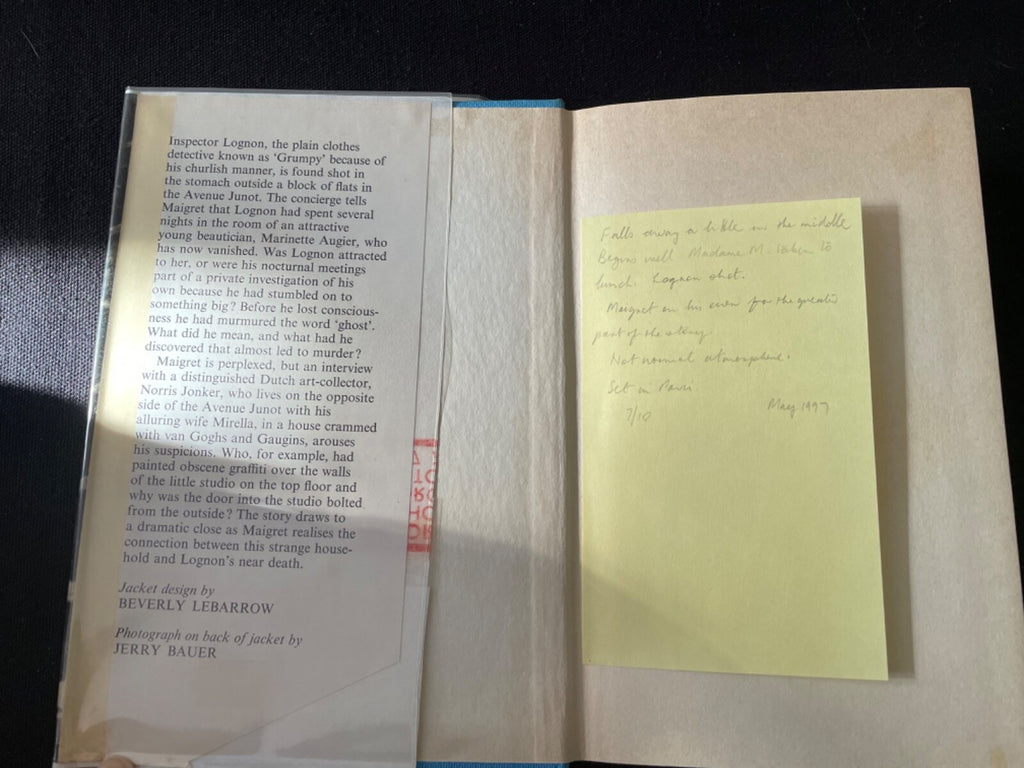 Inspector Lognon, the plain clothes
detective known as 'Grumpy' because of
his churlish manner, is found shot in
the stomach outside a block of flats in
the Avenue Junot. The concierge tells
Maigret that Lognon had spent several
nights in the room of an attractive
young beautician, Marinette Augier, who
has now vanished. Was Lognon attracted
to her, or were his nocturnal meetings
part of a private investigation of his
own because he had stumbled on to
something big? Before he lost conscious-
ness he had murmured the word 'ghost'.
What did he mean, and what had he
discovered that almost led to murder?
Maigret is perplexed, but an interview
with a distinguished Dutch art-collector,
Norris Jonker, who lives on the opposite
side of the Avenue Junot with his
alluring wife Mirella, in a house crammed
with van Goghs and Gaugins, arouses
his suspicions. Who, for example, had
painted obscene graffiti over the walls
of the little studio on the top floor and
why was the door into the studio bolted
from the outside? The story draws to
a dramatic close as Maigret realises the
connection between this strange house-
hold and Lognon's near death.
Jacket design by
BEVERLY LEBARROW
Photograph on back of jacket by
JERRY BAUER
Falls away a little in the middle
Begins well Madame M. taken to
lunch. Lognon shot.
Maigret on his own for the greater
part of the story
Not normal atmosphere.
Set in Paris.
7/10 May 1997